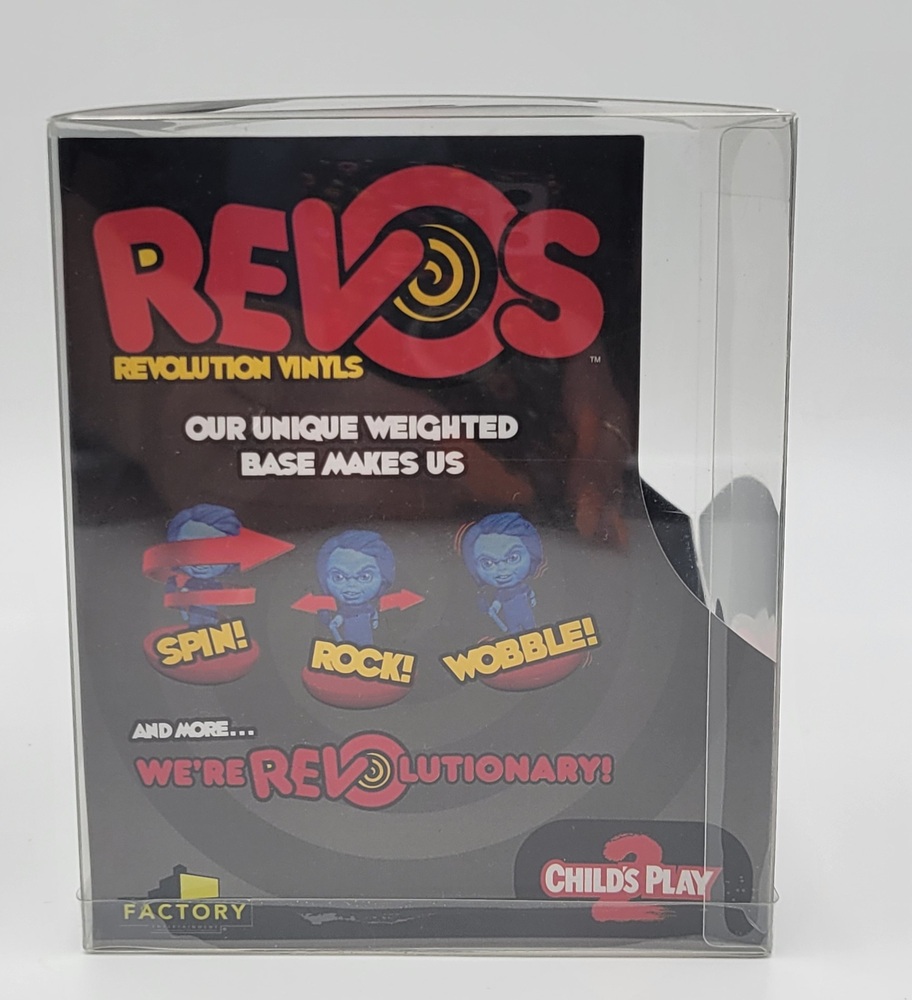 REVOS
™
REVOLUTION VINYLS
OUR UNIQUE WEIGHTED
BASE MAKES US
SPIN!
ROCK!
WOBBLE!
AND MORE...
WE'RE REVOLUTIONARY!
CHILD'S PLAY
2
FACTORY
ENTERTAINMENT